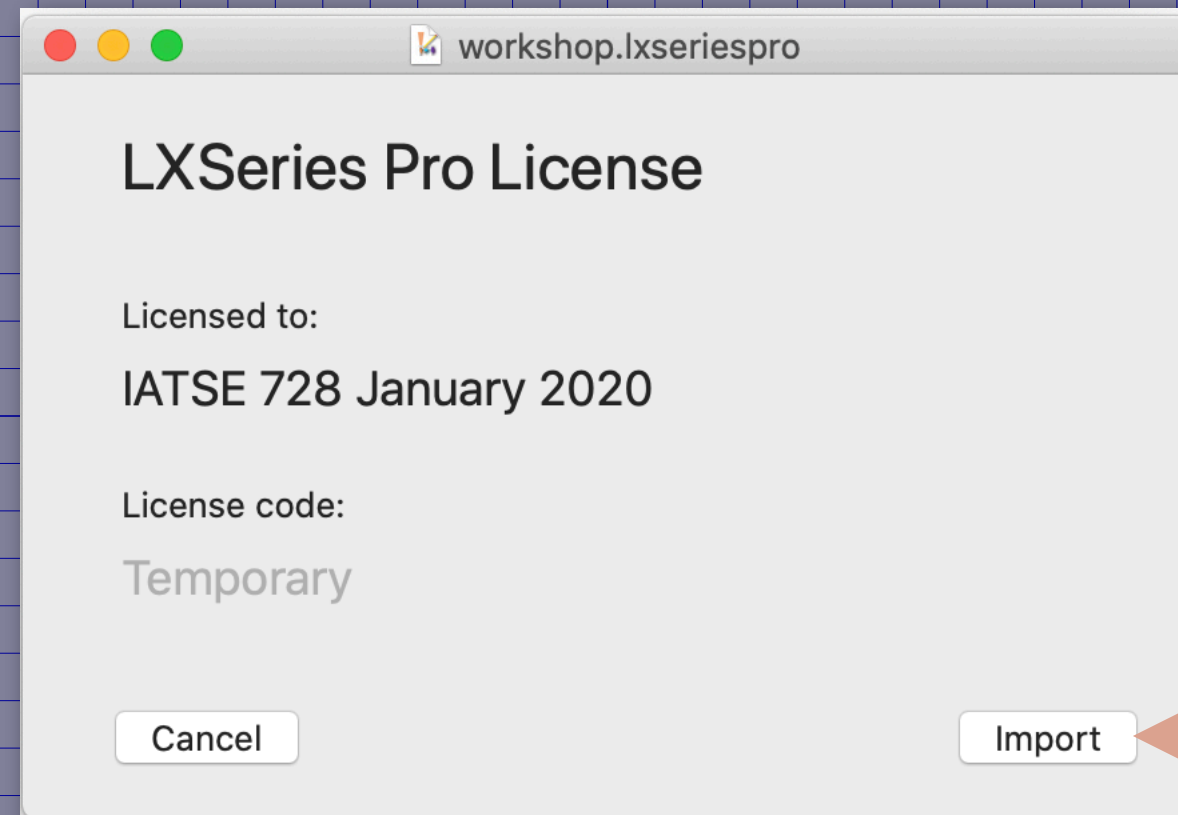 workshop.lxseriespro
LXSeries Pro License
Licensed to:
IATSE 728 January 2020
License code:
Temporary
Cancel
Import